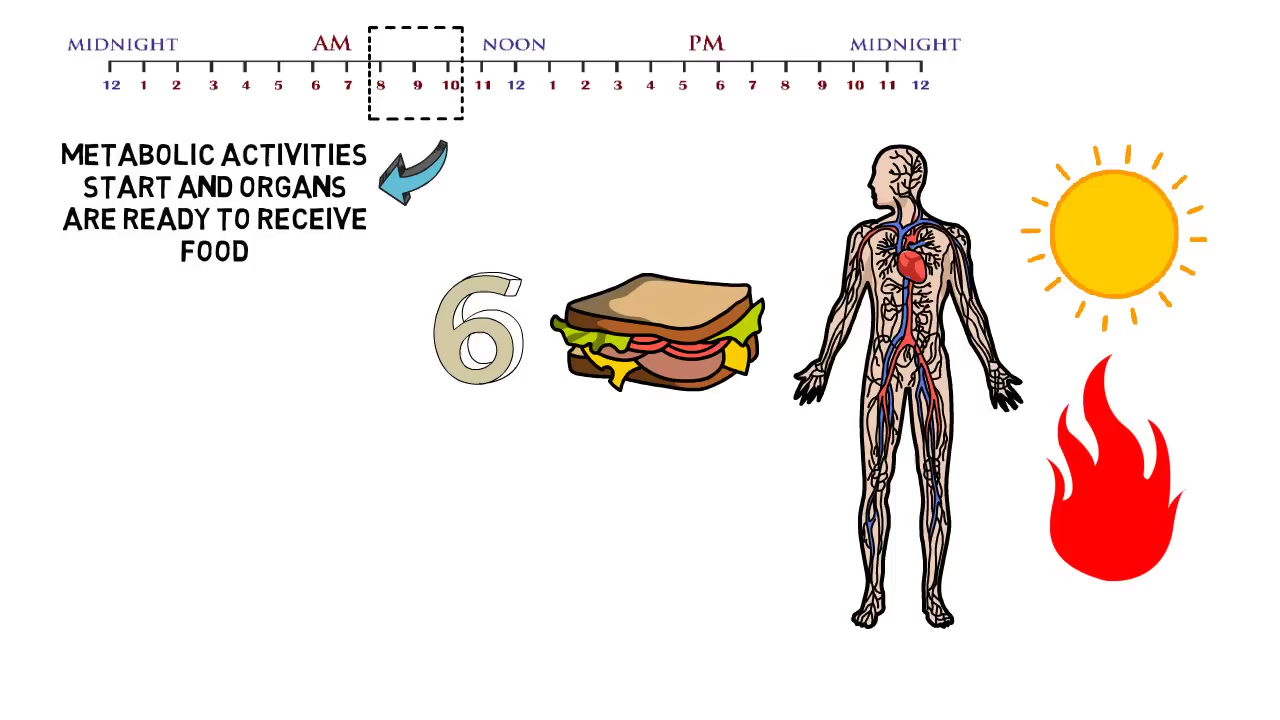 MIDNIGHT AM NOON PM MIDNIGHT
12 1 2 3 4 5 6 7 8 9 10 11 12 1 2 3 4 5 6 7 8 9 10 11 12
METABOLIC ACTIVITIES
START AND ORGANS
ARE READY TO RECEIVE
FOOD
6